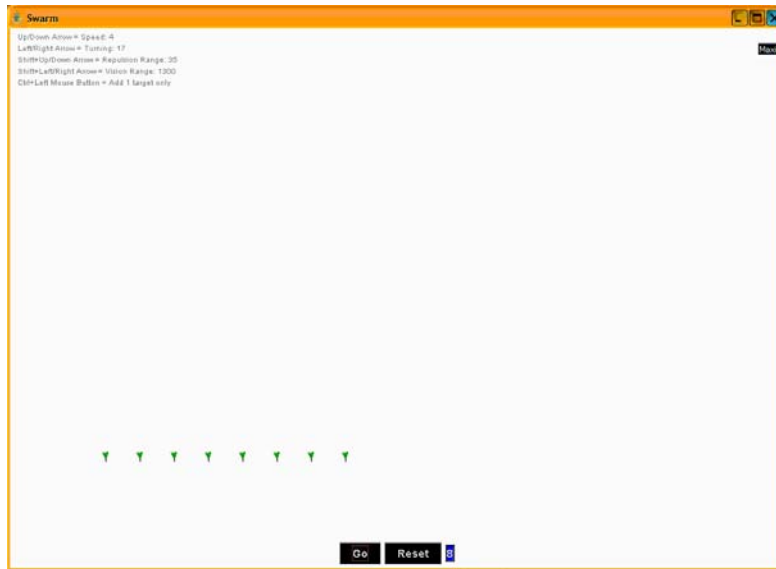 Swarm
Up/Down Arrow = Speed: 4
Left/Right Arrow = Turning: 17
Shift+Up/Down Arrow = Repulsion Range: 35
Shift+Left/Right Arrow = Vision Range: 1300
Ctrl+Left Mouse Button = Add 1 target only
Maxi
Go Reset 8